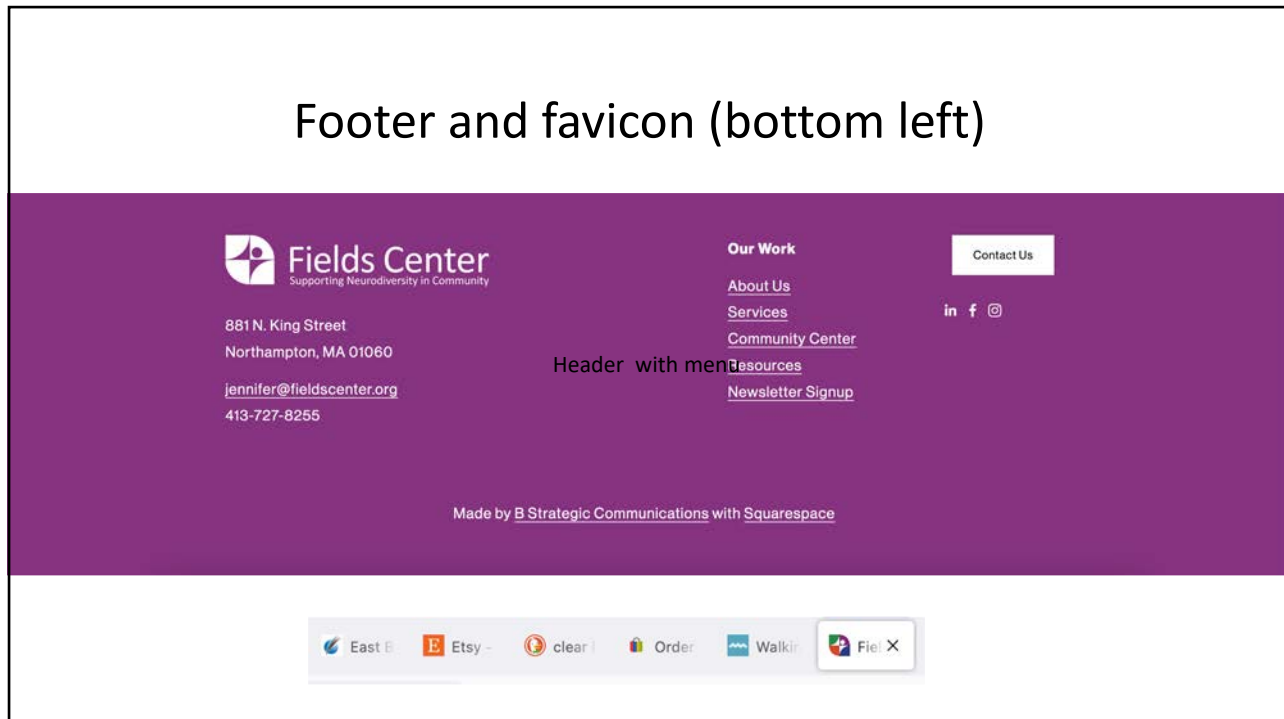 Footer and favicon (bottom left)
Fields Center
Supporting Neurodiversity in Community
881 N. King Street
Northampton, MA 01060
jennifer@fieldscenter.org
413-727-8255
Header with menu
Our Work
About Us
Services
Community Center
Resources
Newsletter Signup
Contact Us
in f
Made by B Strategic Communications with Squarespace
East B
E Etsy -
clear
Order
Walkin
Fiel X